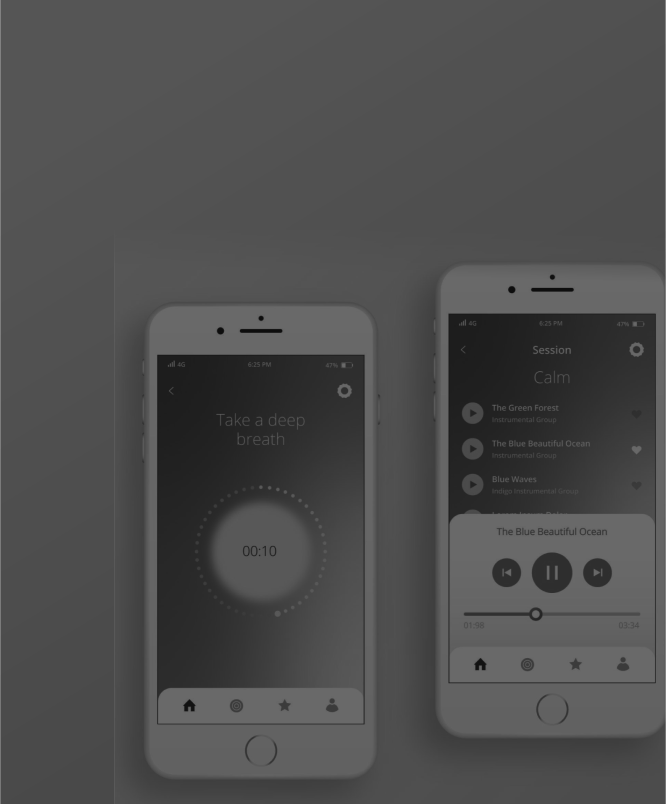 4G
6:25 PM
47%
Take a deep
breath
00:10
4G
6:25 PM
47%
Session
Calm
The Green Forest
Instrumental Group
The Blue Beautiful Ocean
Instrumental Group
Blue Waves
Indigo Instrumental Group
The Blue Beautiful Ocean
01:98
03:34